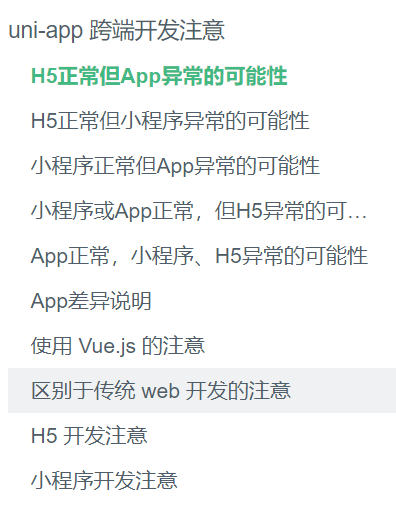 uni-app 跨端开发注意
H5正常但App异常的可能性
H5正常但小程序异常的可能性
小程序正常但App异常的可能性
小程序或App正常，但H5异常的可…
App正常，小程序、H5异常的可能性
App差异说明
使用 Vue.js 的注意
区别于传统 web 开发的注意
H5 开发注意
小程序开发注意